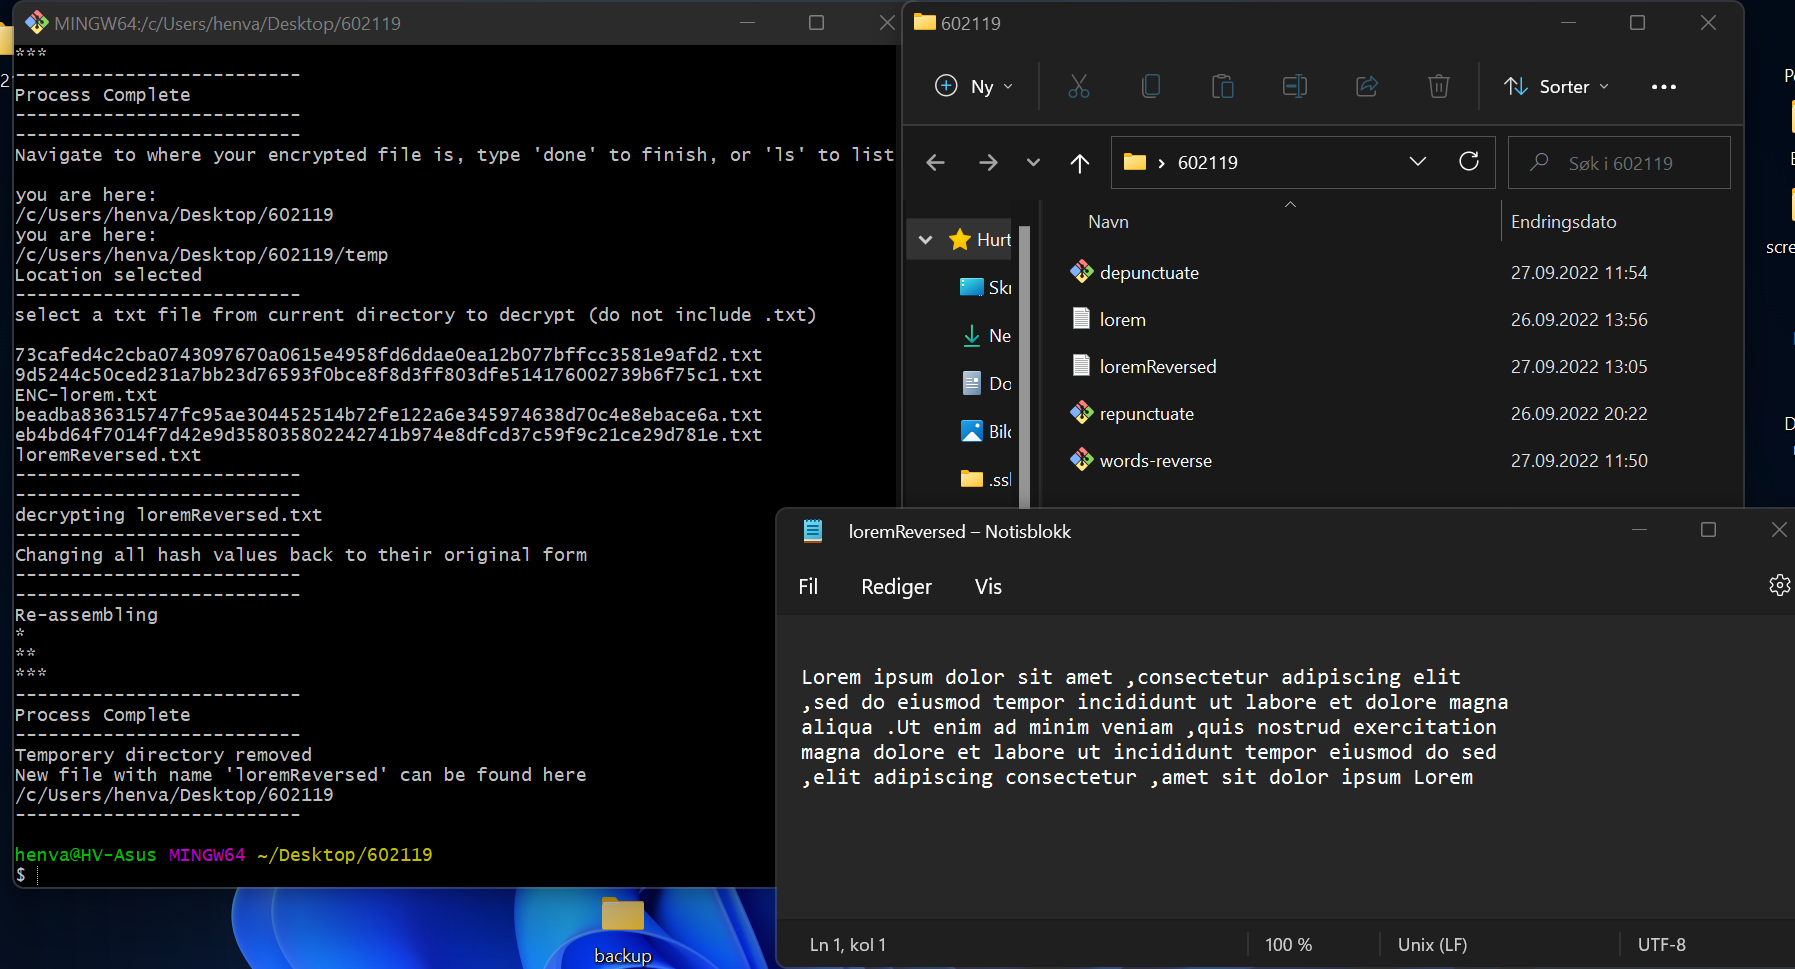 MINGW64:/c/Users/henva/Desktop/602119
***
--------------------------
Process Complete
--------------------------
--------------------------
Navigate to where your encrypted file is, type 'done' to finish, or 'ls' to list
you are here:
/c/Users/henva/Desktop/602119
you are here:
/c/Users/henva/Desktop/602119/temp
Location selected
--------------------------
select a txt file from current directory to decrypt (do not include .txt)
73cafed4c2cba0743097670a0615e4958fd6ddae0ea12b077bffcc3581e9afd2.txt
9d5244c50ced231a7bb23d76593f0bce8f8d3ff803dfe514176002739b6f75c1.txt
ENC-lorem.txt
beadba836315747fc95ae304452514b72fe122a6e345974638d70c4e8ebace6a.txt
eb4bd64f7014f7d42e9d358035802242741b974e8dfcd37c59f9c21ce29d781e.txt
loremReversed.txt
--------------------------
--------------------------
decrypting loremReversed.txt
--------------------------
Changing all hash values back to their original form
--------------------------
--------------------------
Re-assembling
*
**
***
--------------------------
Process Complete
--------------------------
Temporery directory removed
New file with name 'loremReversed' can be found here
/c/Users/henva/Desktop/602119
--------------------------
henva@HV-Asus MINGW64 ~/Desktop/602119
$
602119
Ny
Sorter
602119
Søk i 602119
Hurt
Skr
Ne
Do
Bild
.ssl
Navn
Endringsdato
depunctuate 27.09.2022 11:54
lorem 26.09.2022 13:56
loremReversed 27.09.2022 13:05
repunctuate 26.09.2022 20:22
words-reverse 27.09.2022 11:50
loremReversed – Notisblokk
Fil Rediger Vis
Lorem ipsum dolor sit amet ,consectetur adipiscing elit
,sed do eiusmod tempor incididunt ut labore et dolore magna
aliqua .Ut enim ad minim veniam ,quis nostrud exercitation
magna dolore et labore ut incididunt tempor eiusmod do sed
,elit adipiscing consectetur ,amet sit dolor ipsum Lorem
Ln 1, kol 1
100 %
Unix (LF)
UTF-8
backup
scre